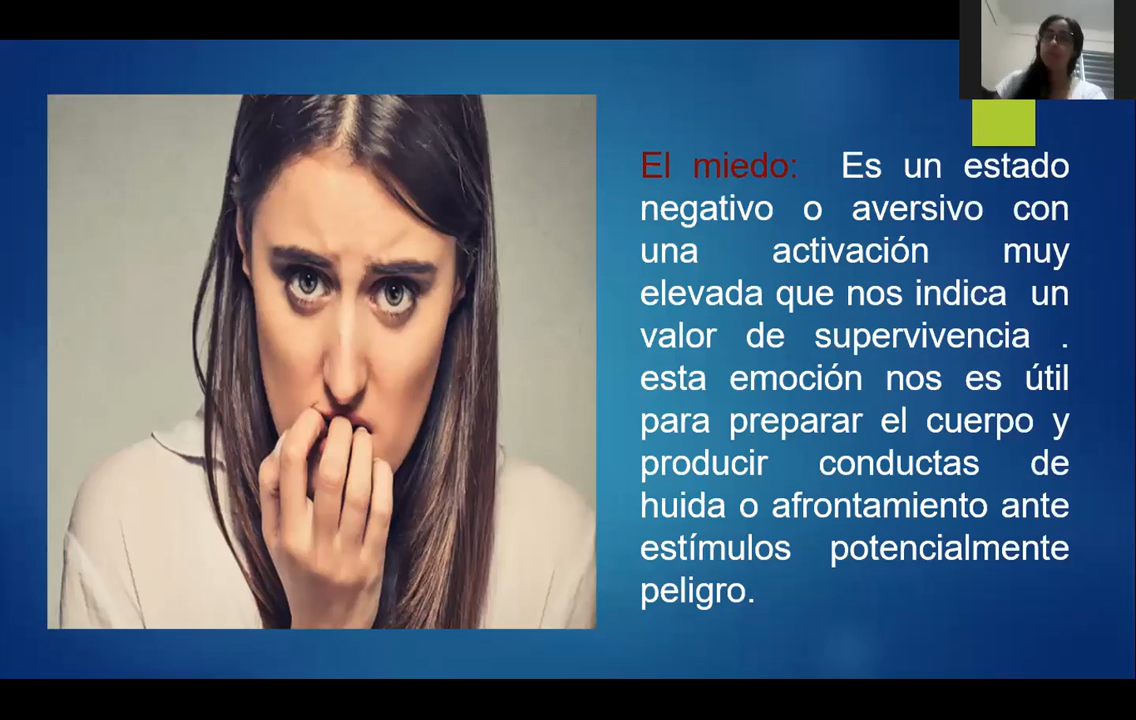 El miedo: Es un estado
negativo o aversivo con
una activación muy
elevada que nos indica un
valor de supervivencia .
esta emoción nos es útil
para preparar el cuerpo y
producir conductas de
huida o afrontamiento ante
estímulos potencialmente
peligro.